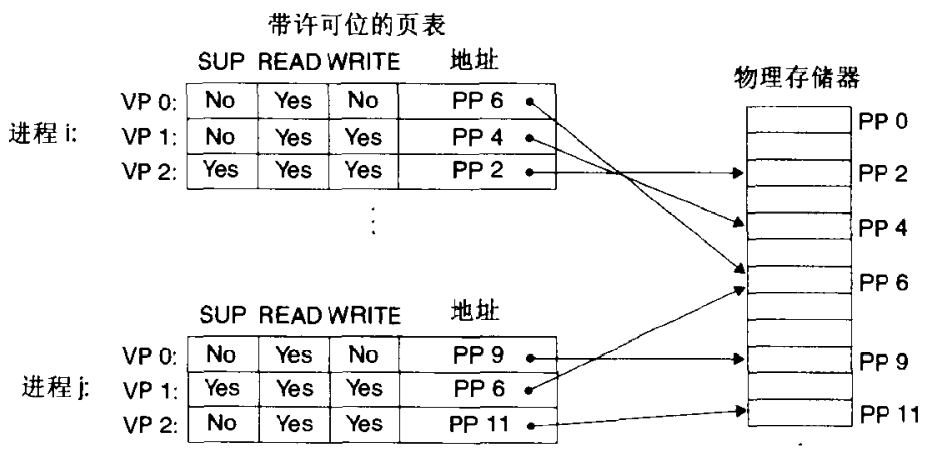 带许可位的页表
SUP READ WRITE 地址
VP 0: No Yes No PP 6
进程 i: VP 1: No Yes Yes PP 4
VP 2: Yes Yes Yes PP 2
SUP READ WRITE 地址
VP 0: No Yes No PP 9
进程 j: VP 1: Yes Yes Yes PP 6
VP 2: No Yes Yes PP 11
物理存储器
PP 0
PP 2
PP 4
PP 6
PP 9
PP 11